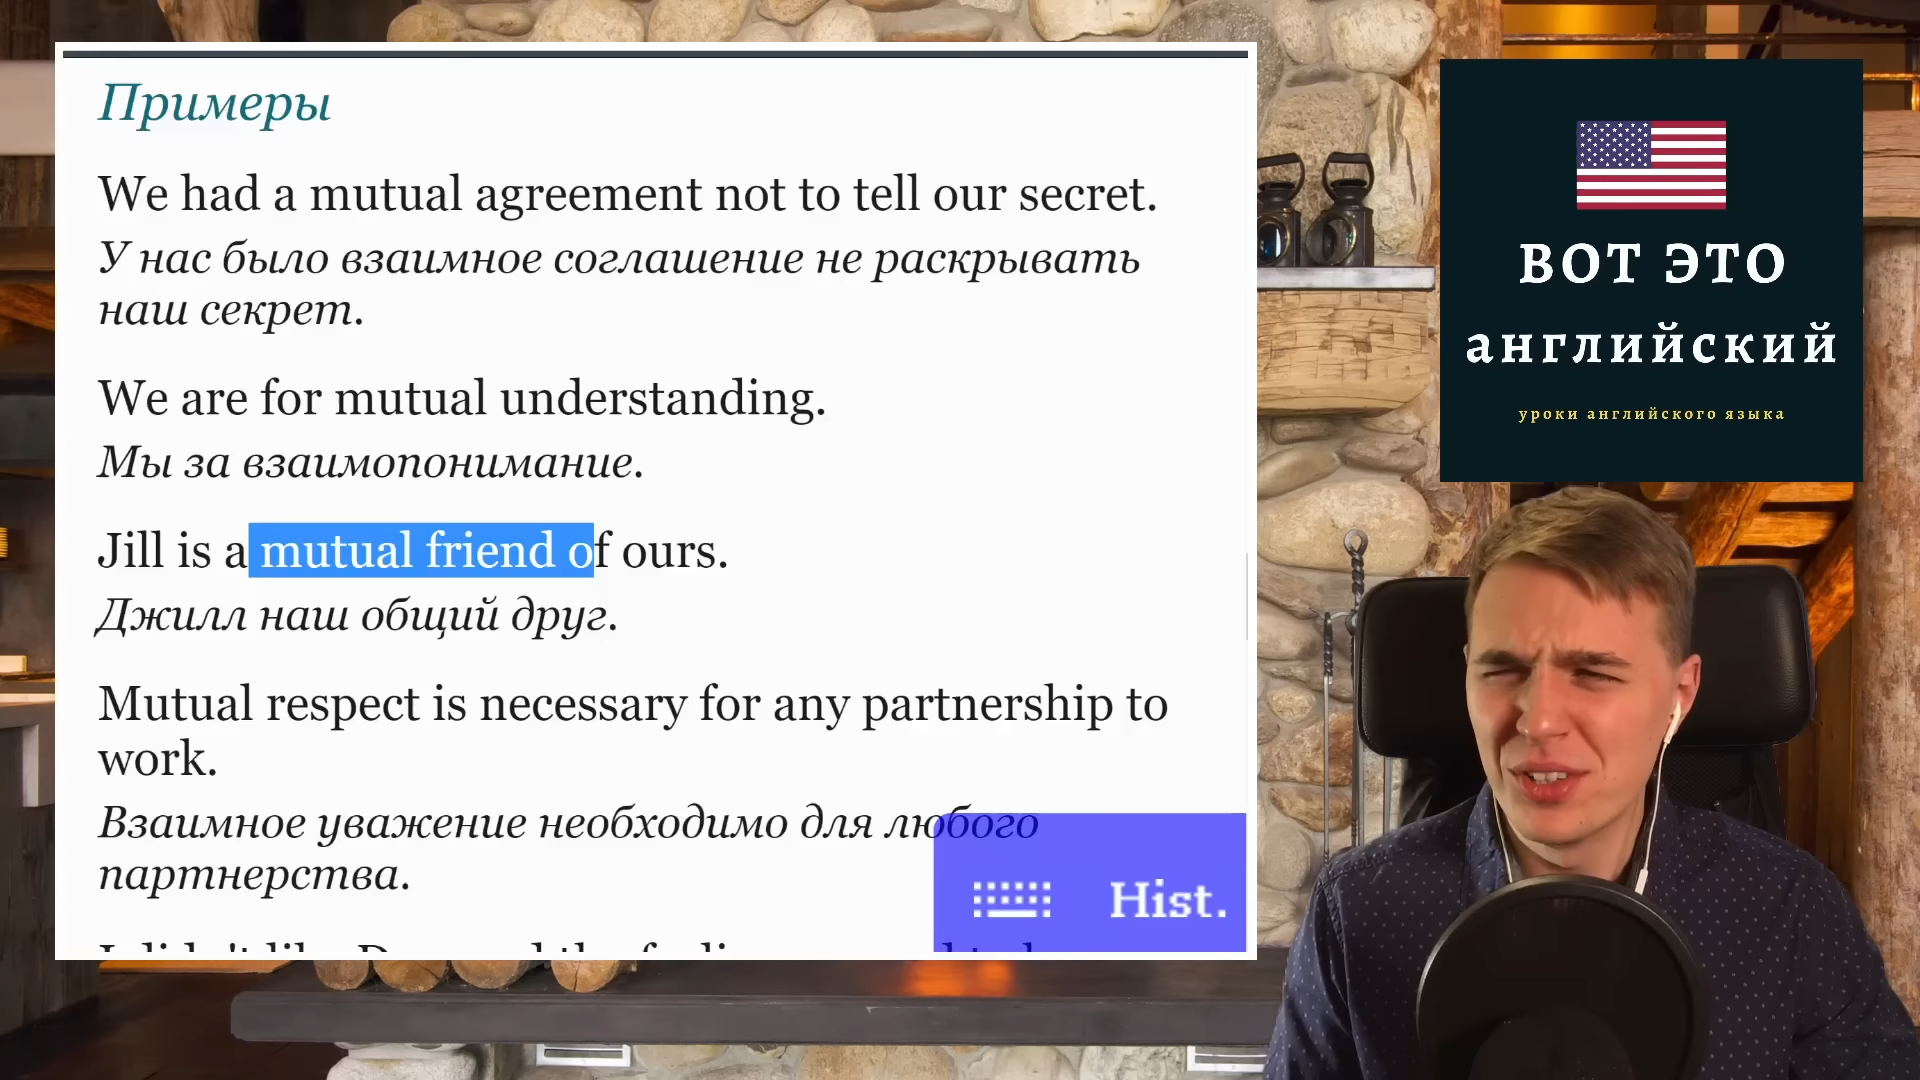 Примеры
We had a mutual agreement not to tell our secret.
У нас было взаимное соглашение не раскрывать
наш секрет.
We are for mutual understanding.
Мы за взаимопонимание.
Jill is a mutual friend of ours.
Джилл наш общий друг.
Mutual respect is necessary for any partnership to
work.
Взаимное уважение необходимо для любого
партнерства.
Hist.
ВОТ ЭТО
английский
уроки английского языка